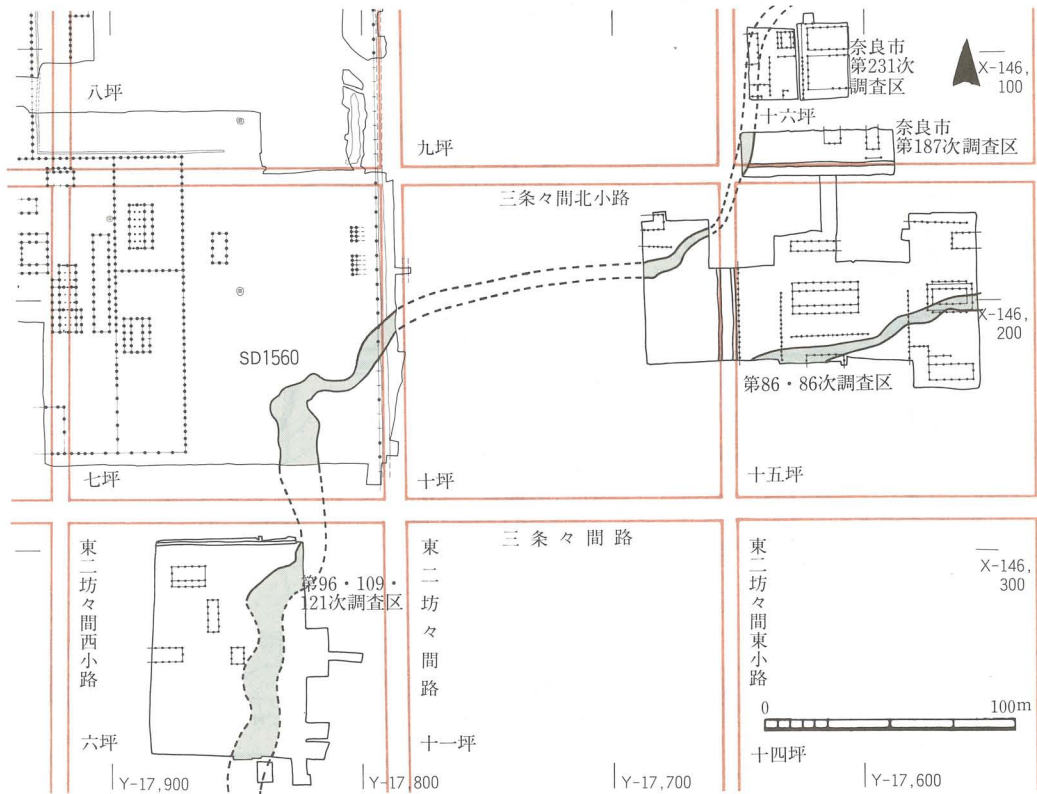 八坪
九坪
奈良市
第231次
調査区
十六坪
X-146,
100
奈良市
第187次調査区
三条々間北小路
X-146,
200
SD1560
第86・86次調査区
七坪
十坪
十五坪
東二坊々間西小路
第96・109・
121次調査区
東二坊々間路
三条々間路
東二坊々間東小路
X-146,
300
0
100m
六坪
十一坪
十四坪
Y-17,900
Y-17,800
Y-17,700
Y-17,600